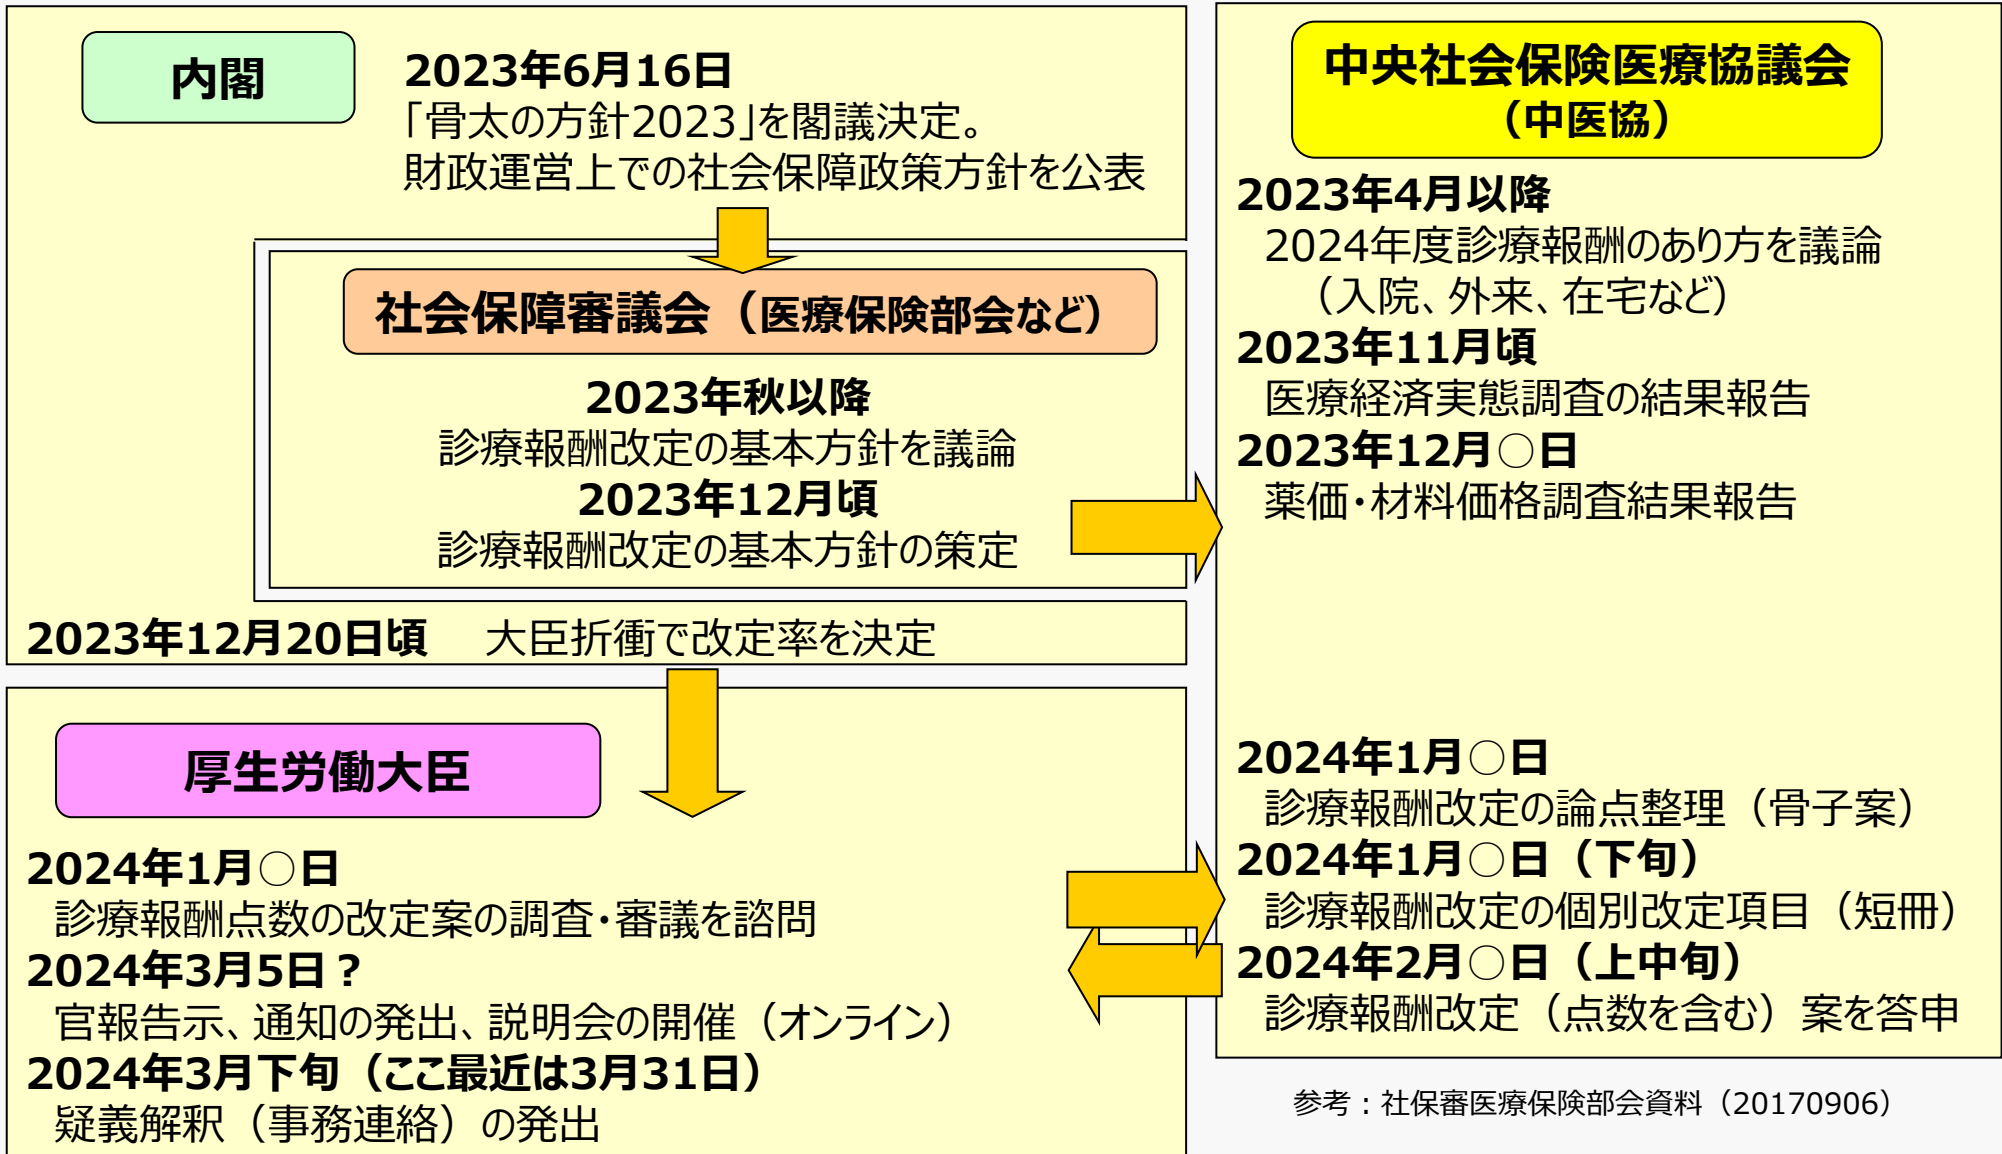 内閣
2023年6月16日
「骨太の方針2023」を閣議決定。
財政運営上での社会保障政策方針を公表
社会保障審議会（医療保険部会など）
2023年秋以降
診療報酬改定の基本方針を議論
2023年12月頃
診療報酬改定の基本方針の策定
2023年12月20日頃 大臣折衝で改定率を決定
厚生労働大臣
2024年1月○日
診療報酬点数の改定案の調査・審議を諮問
2024年3月5日？
官報告示、通知の発出、説明会の開催（オンライン）
2024年3月下旬（ここ最近は3月31日）
疑義解釈（事務連絡）の発出
中央社会保険医療協議会
（中医協）
2023年4月以降
2024年度診療報酬のあり方を議論
（入院、外来、在宅など）
2023年11月頃
医療経済実態調査の結果報告
2023年12月○日
薬価・材料価格調査結果報告
2024年1月○日
診療報酬改定の論点整理（骨子案）
2024年1月○日（下旬）
診療報酬改定の個別改定項目（短冊）
2024年2月○日（上中旬）
診療報酬改定（点数を含む）案を答申
参考：社保審医療保険部会資料（20170906）